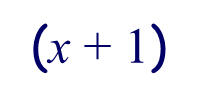 (x + 1)